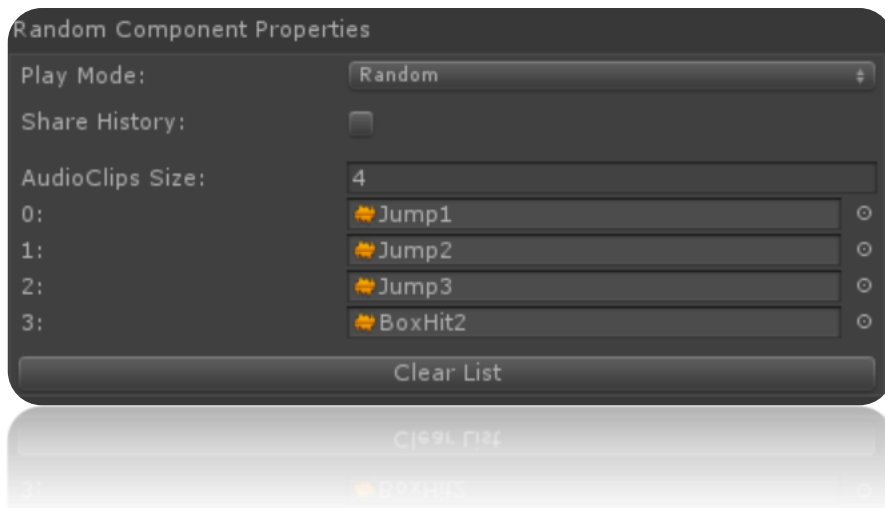 Random Component Properties
Play Mode: Random
Share History:
AudioClips Size: 4
0: Jump1
1: Jump2
2: Jump3
3: BoxHit2
Clear List